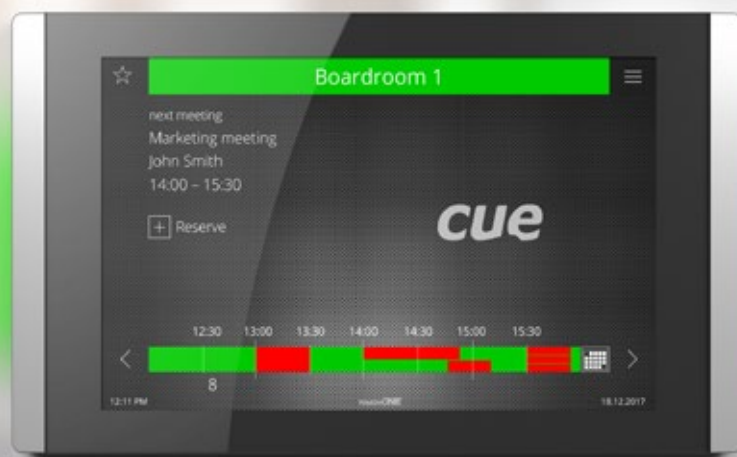 Boardroom 1
next meeting
Marketing meeting
John Smith
14:00 – 15:30
Reserve
cue
12:30 13:00 13:30 14:00 14:30 15:00 15:30
8
12:11 PM 18.12.2017